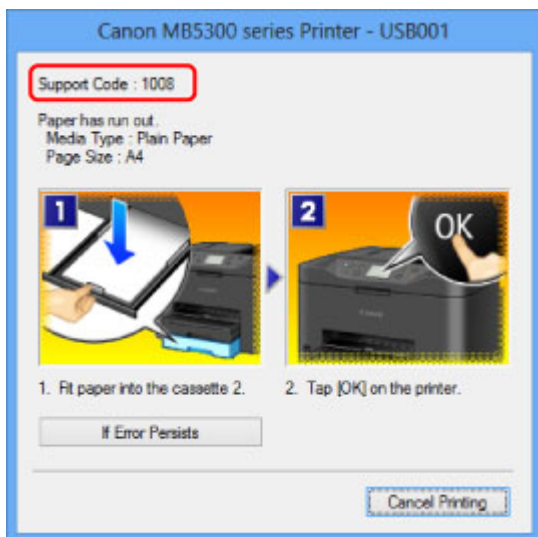 Canon MB5300 series Printer - USB001
Support Code : 1008
Paper has run out.
Media Type : Plain Paper
Page Size : A4
1
2
OK
Canon
1. Fit paper into the cassette 2.
2. Tap [OK] on the printer.
If Error Persists
Cancel Printing